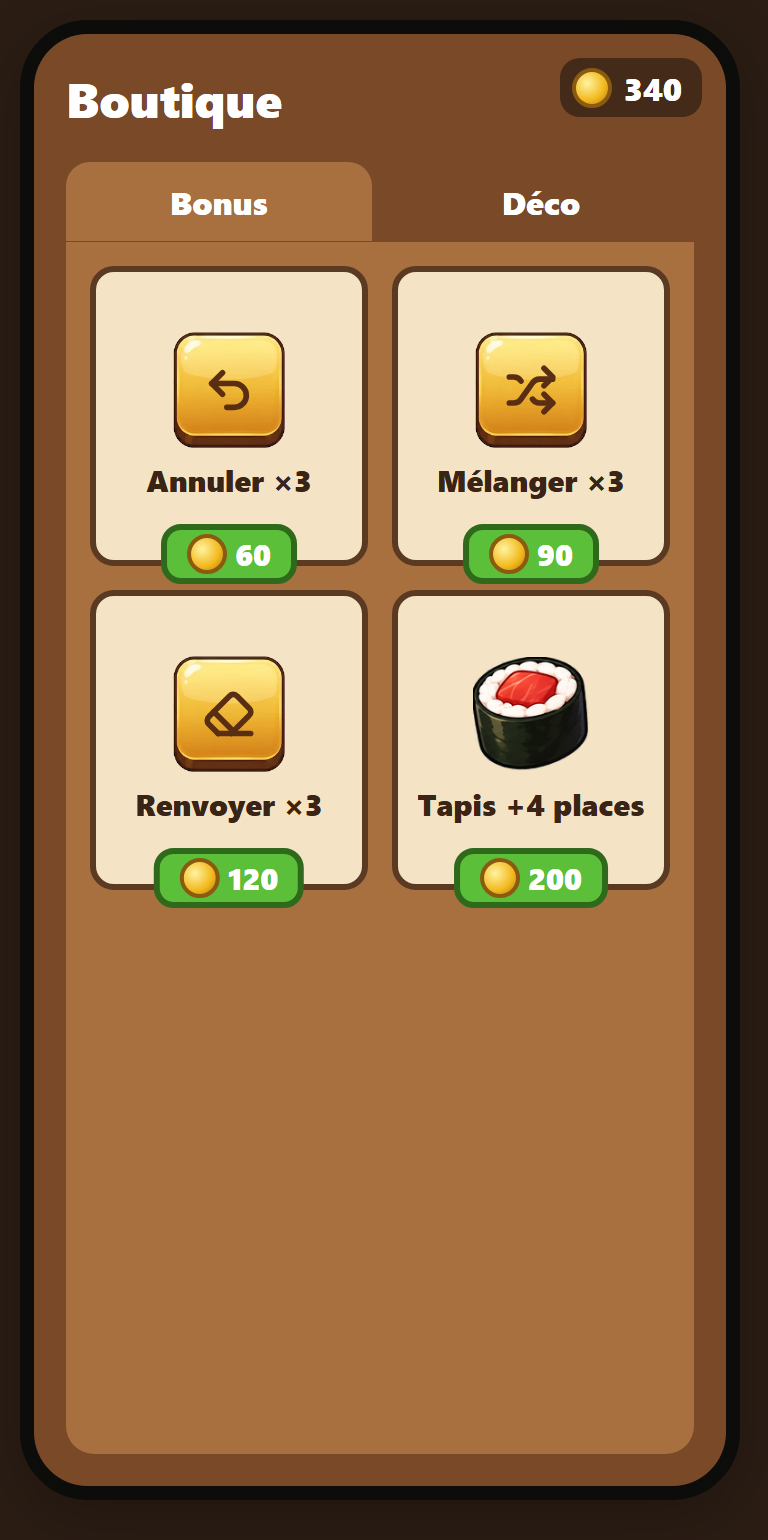 Boutique
340
Bonus
Déco
Annuler ×3
Mélanger ×3
60
90
Renvoyer ×3
Tapis +4 places
120
200